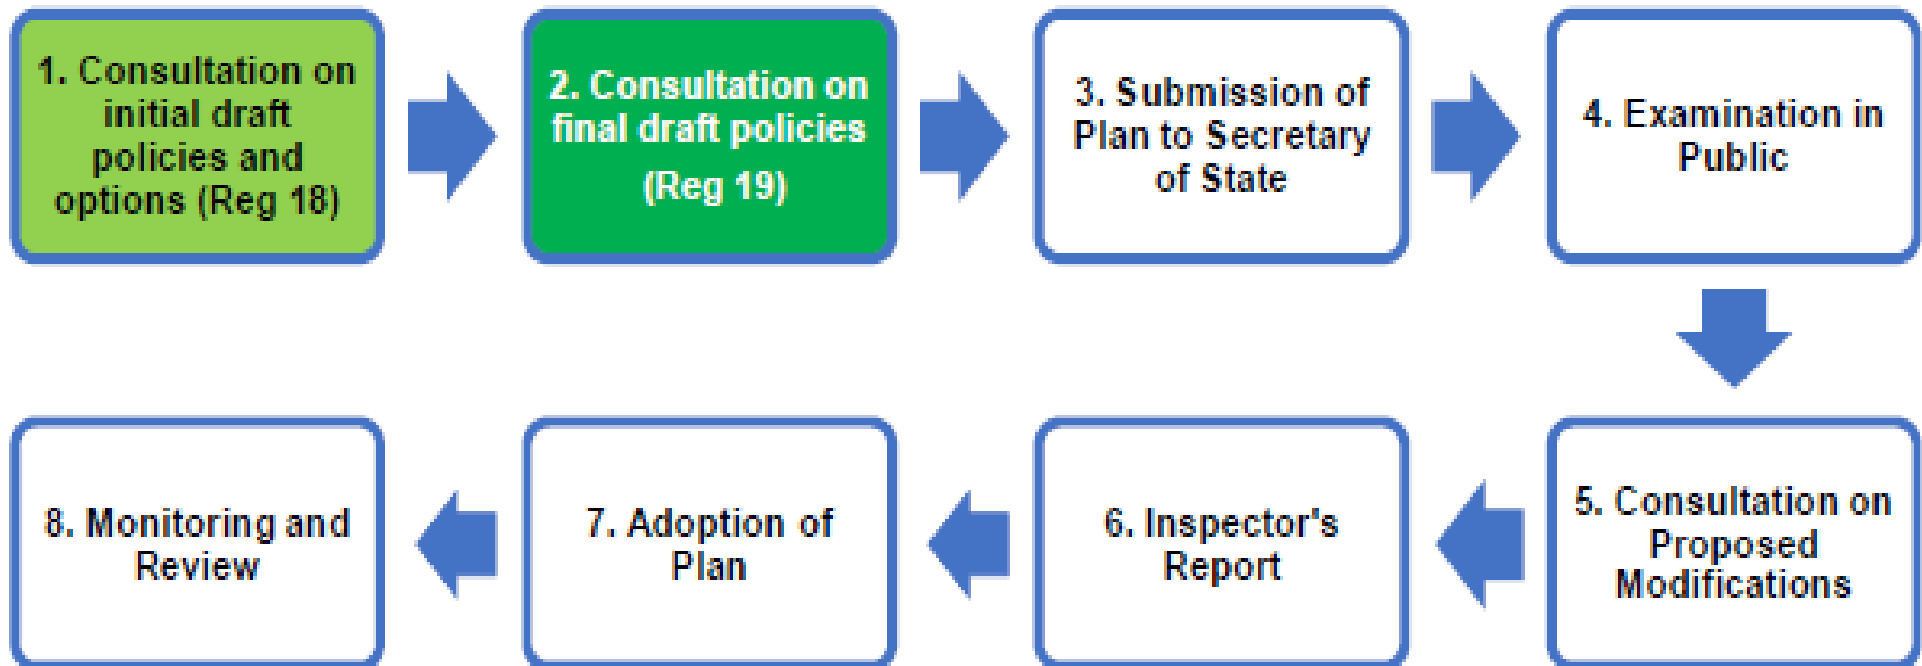 1. Consultation on
initial draft
policies and
options (Reg 18)
2. Consultation on
final draft policies
(Reg 19)
3. Submission of
Plan to Secretary
of State
4. Examination in
Public
5. Consultation on
Proposed
Modifications
6. Inspector's
Report
7. Adoption of
Plan
8. Monitoring and
Review